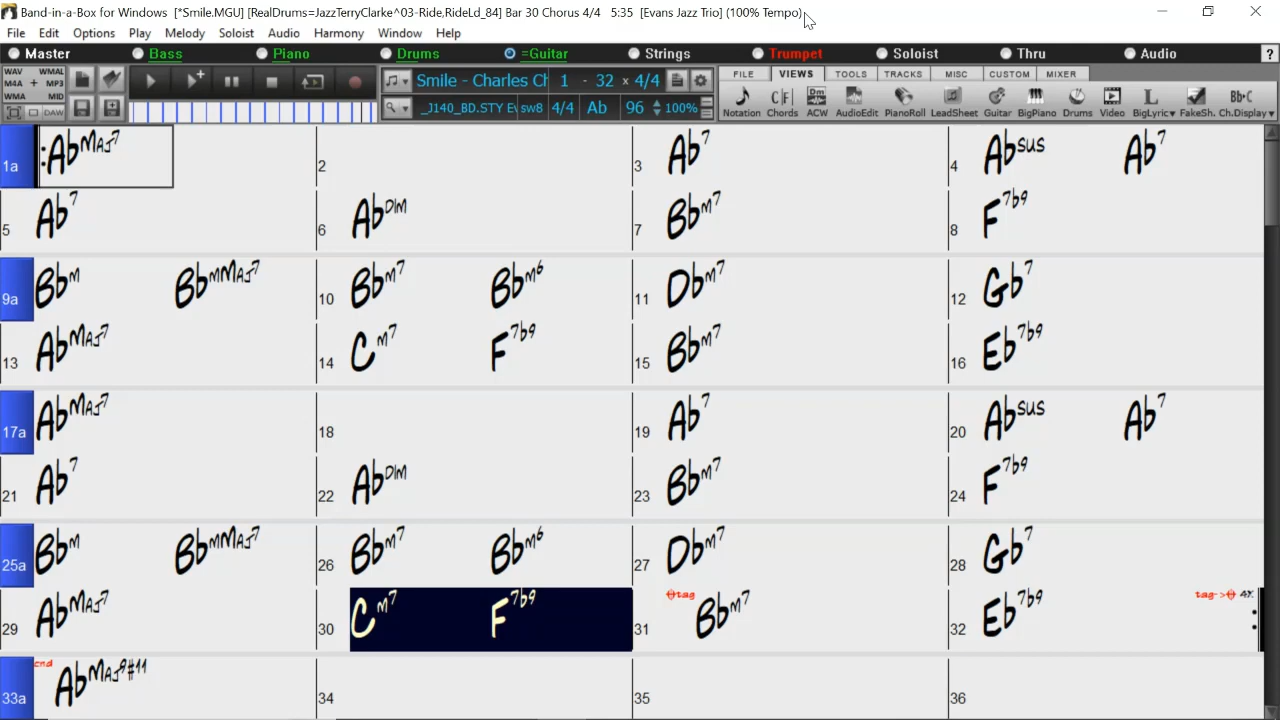 Band-in-a-Box for Windows [*Smile.MGU] [RealDrums=JazzTerryClarke^03-Ride,RideLd_84] Bar 30 Chorus 4/4 5:35 [Evans Jazz Trio] (100% Tempo)
File Edit Options Play Melody Soloist Audio Harmony Window Help
Master Bass Piano Drums =Guitar Strings Trumpet Soloist Thru Audio ?
WAV WMAL
M4A + MP3
WMA MID
DAW
Smile - Charles Ch 1 - 32 x 4/4
_J140_BD.STY Ev sw8 4/4 Ab 96 100%
FILE VIEWS TOOLS TRACKS MISC CUSTOM MIXER
Notation Chords ACW AudioEdit PianoRoll LeadSheet Guitar BigPiano Drums Video BigLyric FakeSh. Ch.Display
1a :AbMAJ7 2 3 Ab7 4 Absus Ab7
5 Ab7 6 AbDIM 7 Bbm7 8 F7b9
9a Bbm BbmMAJ7 10 Bbm7 Bbm6 11 Dbm7 12 Gb7
13 AbMAJ7 14 Cm7 F7b9 15 Bbm7 16 Eb7b9
17a AbMAJ7 18 19 Ab7 20 Absus Ab7
21 Ab7 22 AbDIM 23 Bbm7 24 F7b9
25a Bbm BbmMAJ7 26 Bbm7 Bbm6 27 Dbm7 28 Gb7
29 AbMAJ7 30 Cm7 F7b9 31 tag Bbm7 32 Eb7b9 tag-> 4X :
33a end AbMAJ9#11 34 35 36